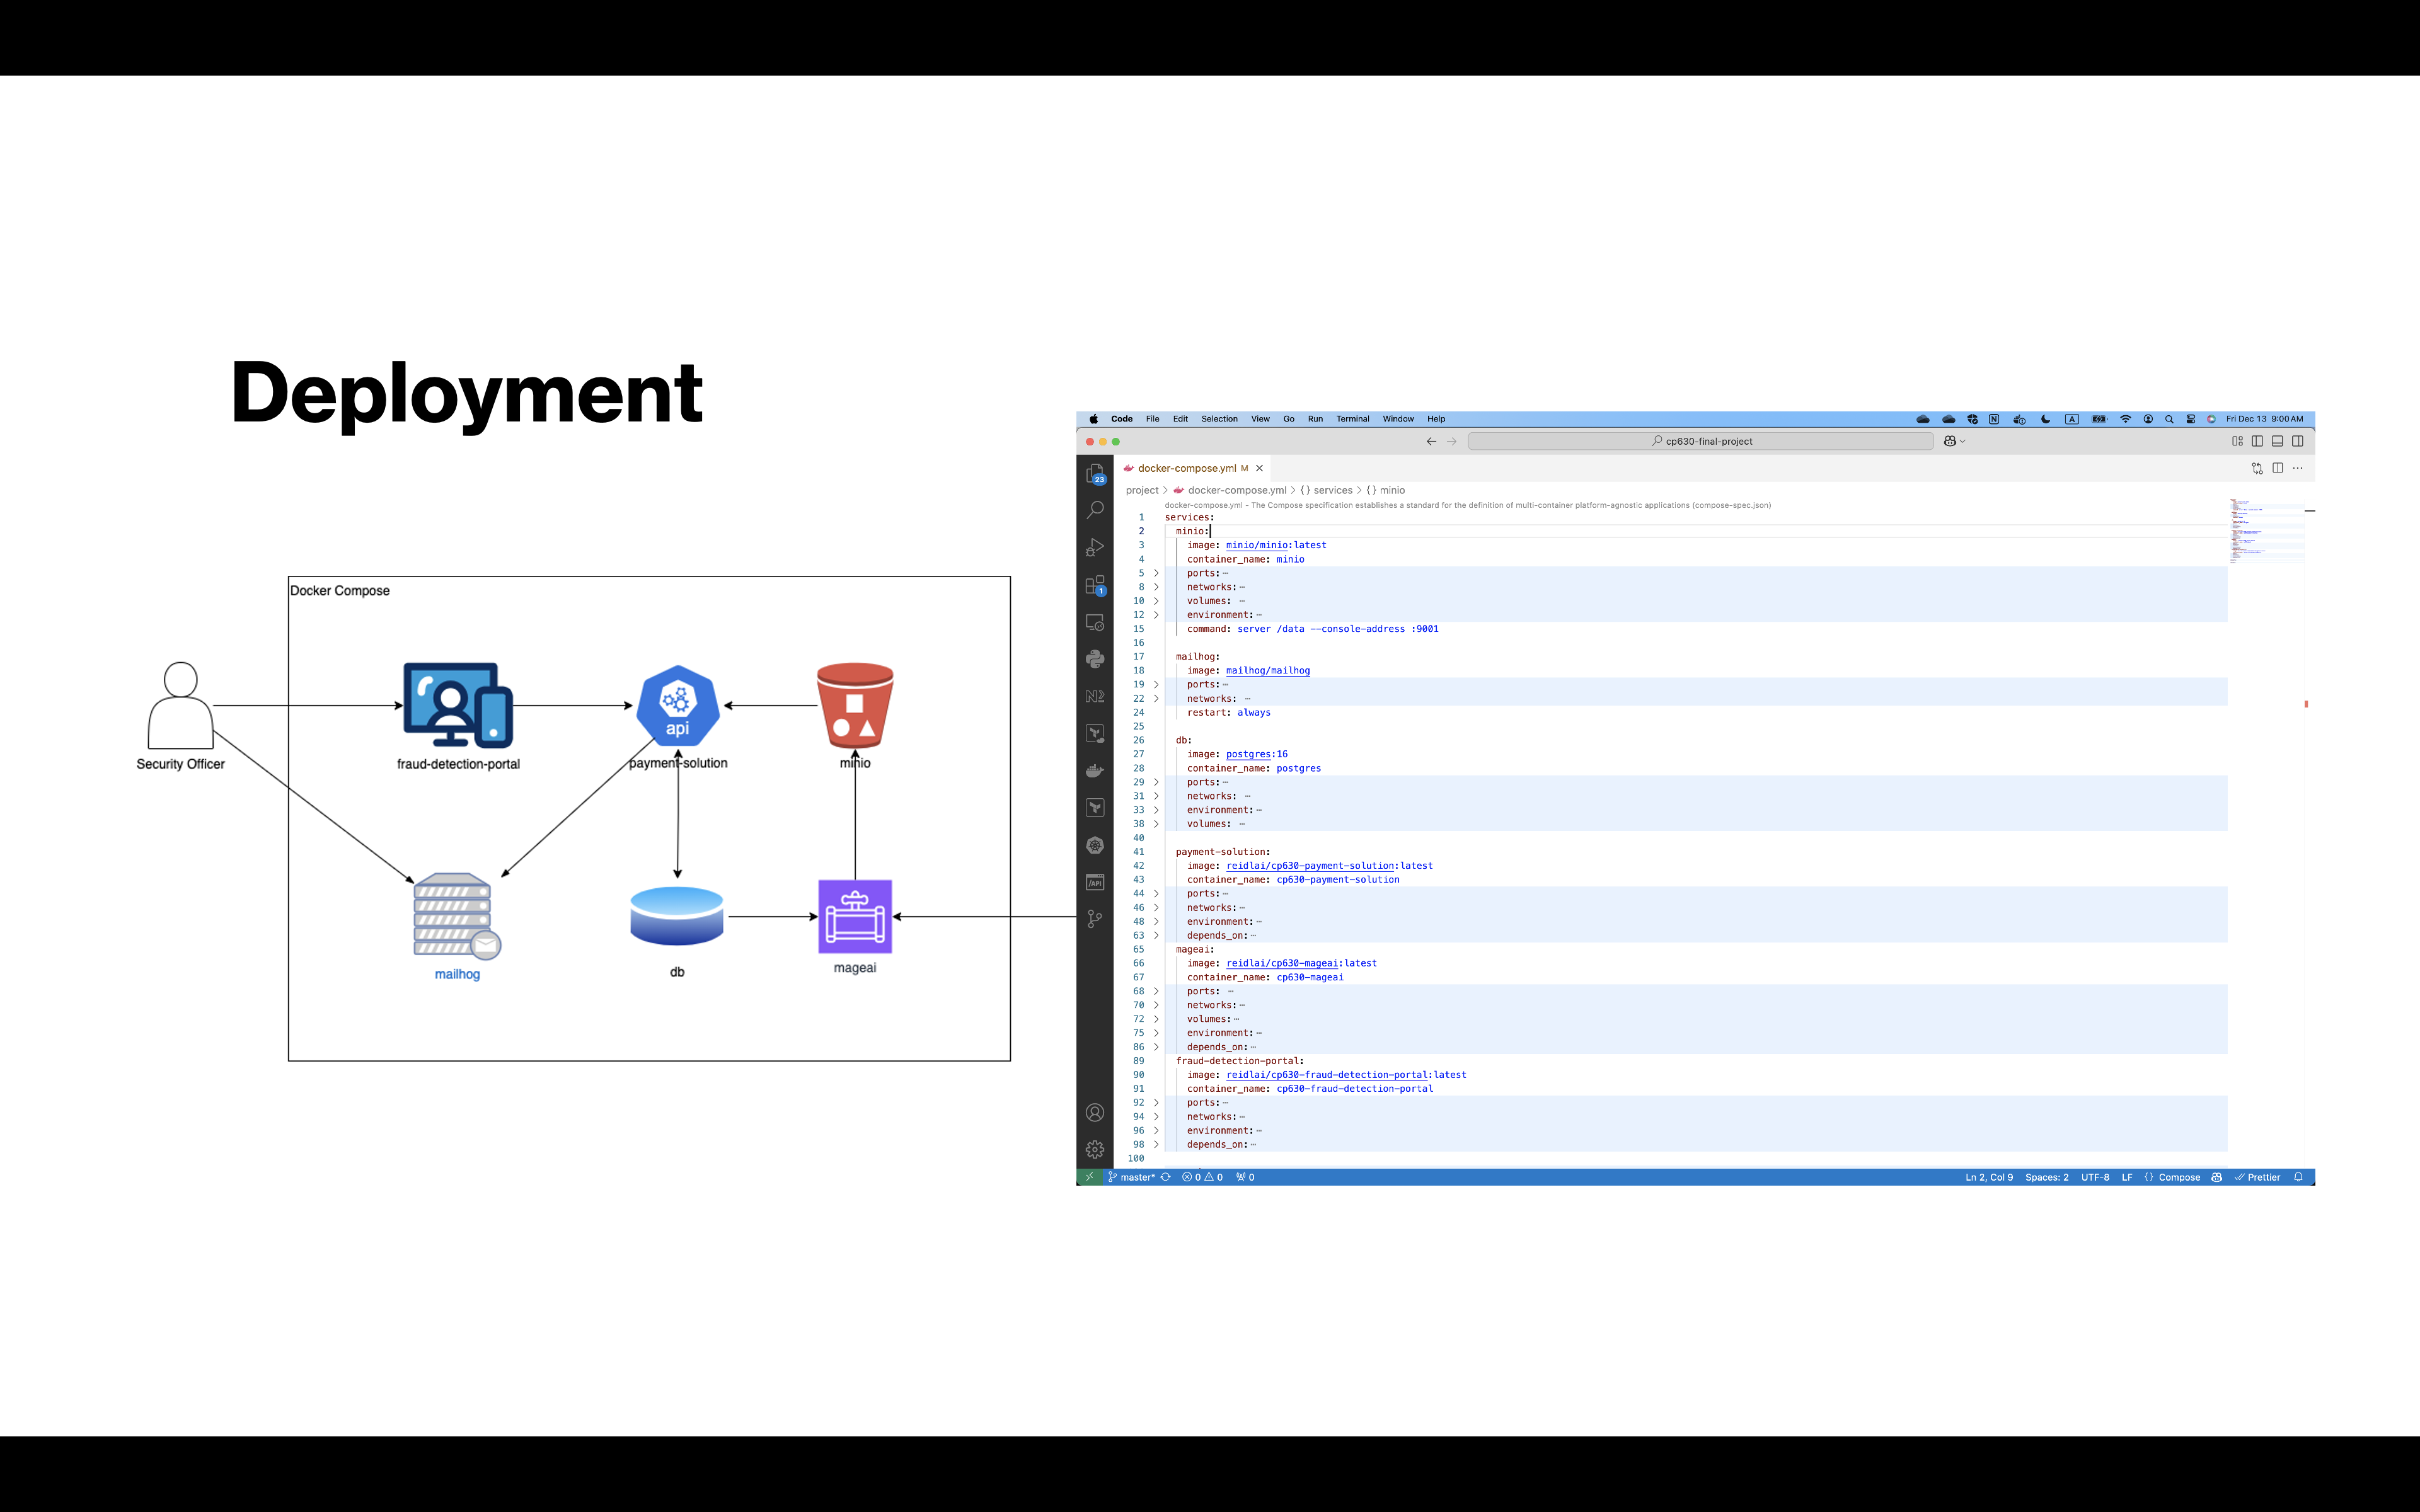 Deployment
Docker Compose
Security Officer
fraud-detection-portal
api
payment-solution
minio
mailhog
db
mageai
Code File Edit Selection View Go Run Terminal Window Help
N A Fri Dec 13 9:00 AM
cp630-final-project
23
1
docker-compose.yml M
project > docker-compose.yml > {} services > {} minio
docker-compose.yml - The Compose specification establishes a standard for the definition of multi-container platform-agnostic applications (compose-spec.json)
1 services:
2 minio:
3 image: minio/minio:latest
4 container_name: minio
5 > ports:⋯
8 > networks:⋯
10 > volumes: ⋯
12 > environment:⋯
15 command: server /data --console-address :9001
16
17 mailhog:
18 image: mailhog/mailhog
19 > ports:⋯
22 > networks: ⋯
24 restart: always
25
26 db:
27 image: postgres:16
28 container_name: postgres
29 > ports:⋯
31 > networks: ⋯
33 > environment:⋯
38 > volumes: ⋯
40
41 payment-solution:
42 image: reidlai/cp630-payment-solution:latest
43 container_name: cp630-payment-solution
44 > ports:⋯
46 > networks:⋯
48 > environment:⋯
63 > depends_on:⋯
65 mageai:
66 image: reidlai/cp630-mageai:latest
67 container_name: cp630-mageai
68 > ports: ⋯
70 > networks:⋯
72 > volumes:⋯
75 > environment:⋯
86 > depends_on:⋯
89 fraud-detection-portal:
90 image: reidlai/cp630-fraud-detection-portal:latest
91 container_name: cp630-fraud-detection-portal
92 > ports:⋯
94 > networks:⋯
96 > environment:⋯
98 > depends_on:⋯
100
/API
master* 0 0 0 Ln 2, Col 9 Spaces: 2 UTF-8 LF {} Compose Prettier